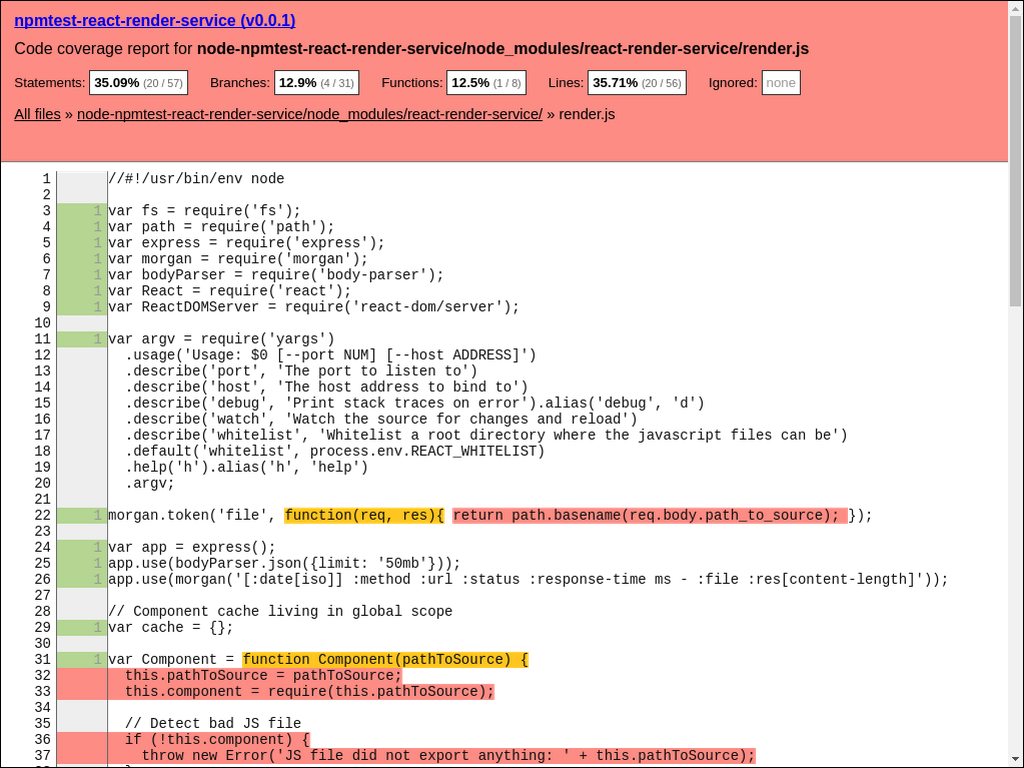 npmtest-react-render-service (v0.0.1)
Code coverage report for node-npmtest-react-render-service/node_modules/react-render-service/render.js
Statements: 35.09% (20 / 57) Branches: 12.9% (4 / 31) Functions: 12.5% (1 / 8) Lines: 35.71% (20 / 56) Ignored: none
All files » node-npmtest-react-render-service/node_modules/react-render-service/ » render.js
1 //#!/usr/bin/env node
2
3 1 var fs = require('fs');
4 1 var path = require('path');
5 1 var express = require('express');
6 1 var morgan = require('morgan');
7 1 var bodyParser = require('body-parser');
8 1 var React = require('react');
9 1 var ReactDOMServer = require('react-dom/server');
10
11 1 var argv = require('yargs')
12 .usage('Usage: $0 [--port NUM] [--host ADDRESS]')
13 .describe('port', 'The port to listen to')
14 .describe('host', 'The host address to bind to')
15 .describe('debug', 'Print stack traces on error').alias('debug', 'd')
16 .describe('watch', 'Watch the source for changes and reload')
17 .describe('whitelist', 'Whitelist a root directory where the javascript files can be')
18 .default('whitelist', process.env.REACT_WHITELIST)
19 .help('h').alias('h', 'help')
20 .argv;
21
22 1 morgan.token('file', function(req, res){ return path.basename(req.body.path_to_source); });
23
24 1 var app = express();
25 1 app.use(bodyParser.json({limit: '50mb'}));
26 1 app.use(morgan('[:date[iso]] :method :url :status :response-time ms - :file :res[content-length]'));
27
28 // Component cache living in global scope
29 1 var cache = {};
30
31 1 var Component = function Component(pathToSource) {
32 this.pathToSource = pathToSource;
33 this.component = require(this.pathToSource);
34
35 // Detect bad JS file
36 if (!this.component) {
37 throw new Error('JS file did not export anything: ' + this.pathToSource);